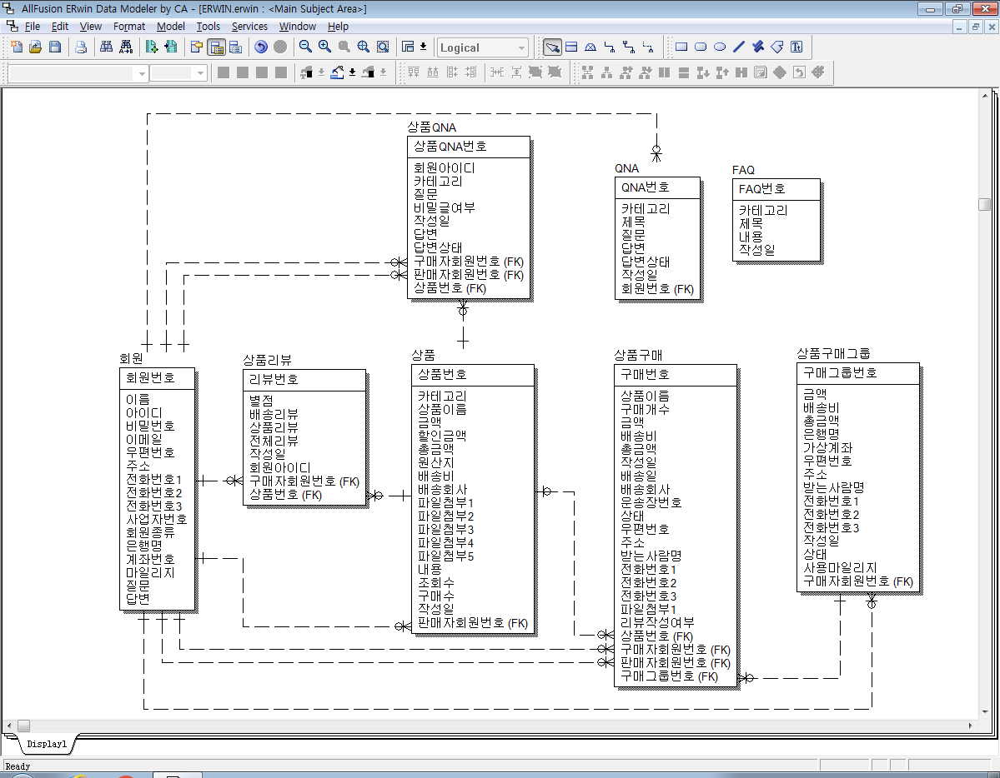 AllFusion ERwin Data Modeler by CA - [ERWIN.erwin : <Main Subject Area>]
File Edit View Format Model Tools Services Window Help
Logical
상품QNA
상품QNA번호
회원아이디
카테고리
질문
비밀글여부
작성일
답변
답변상태
구매자회원번호 (FK)
판매자회원번호 (FK)
상품번호 (FK)
QNA
QNA번호
카테고리
제목
질문
답변
답변상태
작성일
회원번호 (FK)
FAQ
FAQ번호
카테고리
제목
내용
작성일
회원
회원번호
이름
아이디
비밀번호
이메일
우편번호
주소
전화번호1
전화번호2
전화번호3
사업자번호
회원종류
은행명
계좌번호
마일리지
질문
답변
상품리뷰
리뷰번호
별점
배송리뷰
상품리뷰
전체리뷰
작성일
회원아이디
구매자회원번호 (FK)
상품번호 (FK)
상품
상품번호
카테고리
상품이름
금액
할인금액
총금액
원산지
배송비
배송회사
파일첨부1
파일첨부2
파일첨부3
파일첨부4
파일첨부5
내용
조회수
구매수
작성일
판매자회원번호 (FK)
상품구매
구매번호
상품이름
구매개수
금액
배송비
총금액
작성일
배송일
배송회사
운송장번호
상태
우편번호
주소
받는사람명
전화번호1
전화번호2
전화번호3
파일첨부1
리뷰작성여부
상품번호 (FK)
구매자회원번호 (FK)
판매자회원번호 (FK)
구매그룹번호 (FK)
상품구매그룹
구매그룹번호
금액
배송비
총금액
은행명
가상계좌
우편번호
주소
받는사람명
전화번호1
전화번호2
전화번호3
작성일
상태
사용마일리지
구매자회원번호 (FK)
Display1
Ready